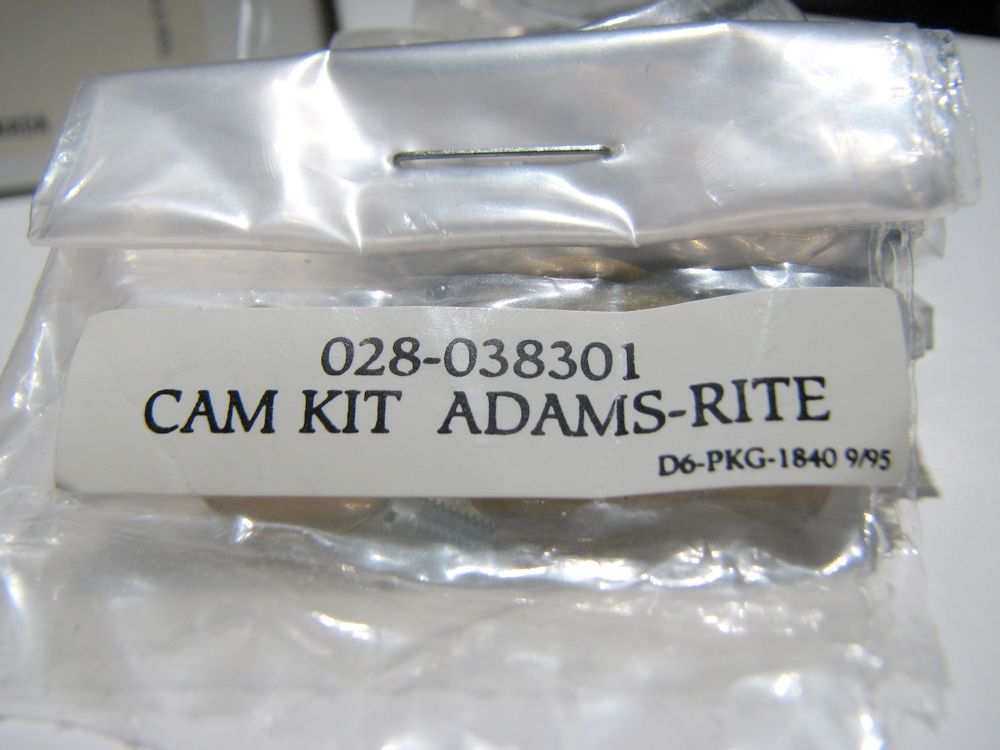 028-038301
CAM KIT ADAMS-RITE
D6-PKG-1840 9/95